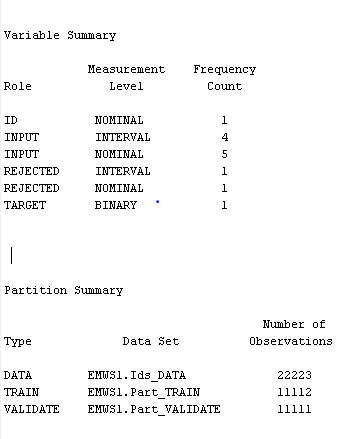 Variable Summary
Measurement Frequency
Role Level Count
ID NOMINAL 1
INPUT INTERVAL 4
INPUT NOMINAL 5
REJECTED INTERVAL 1
REJECTED NOMINAL 1
TARGET BINARY 1
Partition Summary
Number of
Type Data Set Observations
DATA EMWS1.Ids_DATA 22223
TRAIN EMWS1.Part_TRAIN 11112
VALIDATE EMWS1.Part_VALIDATE 11111